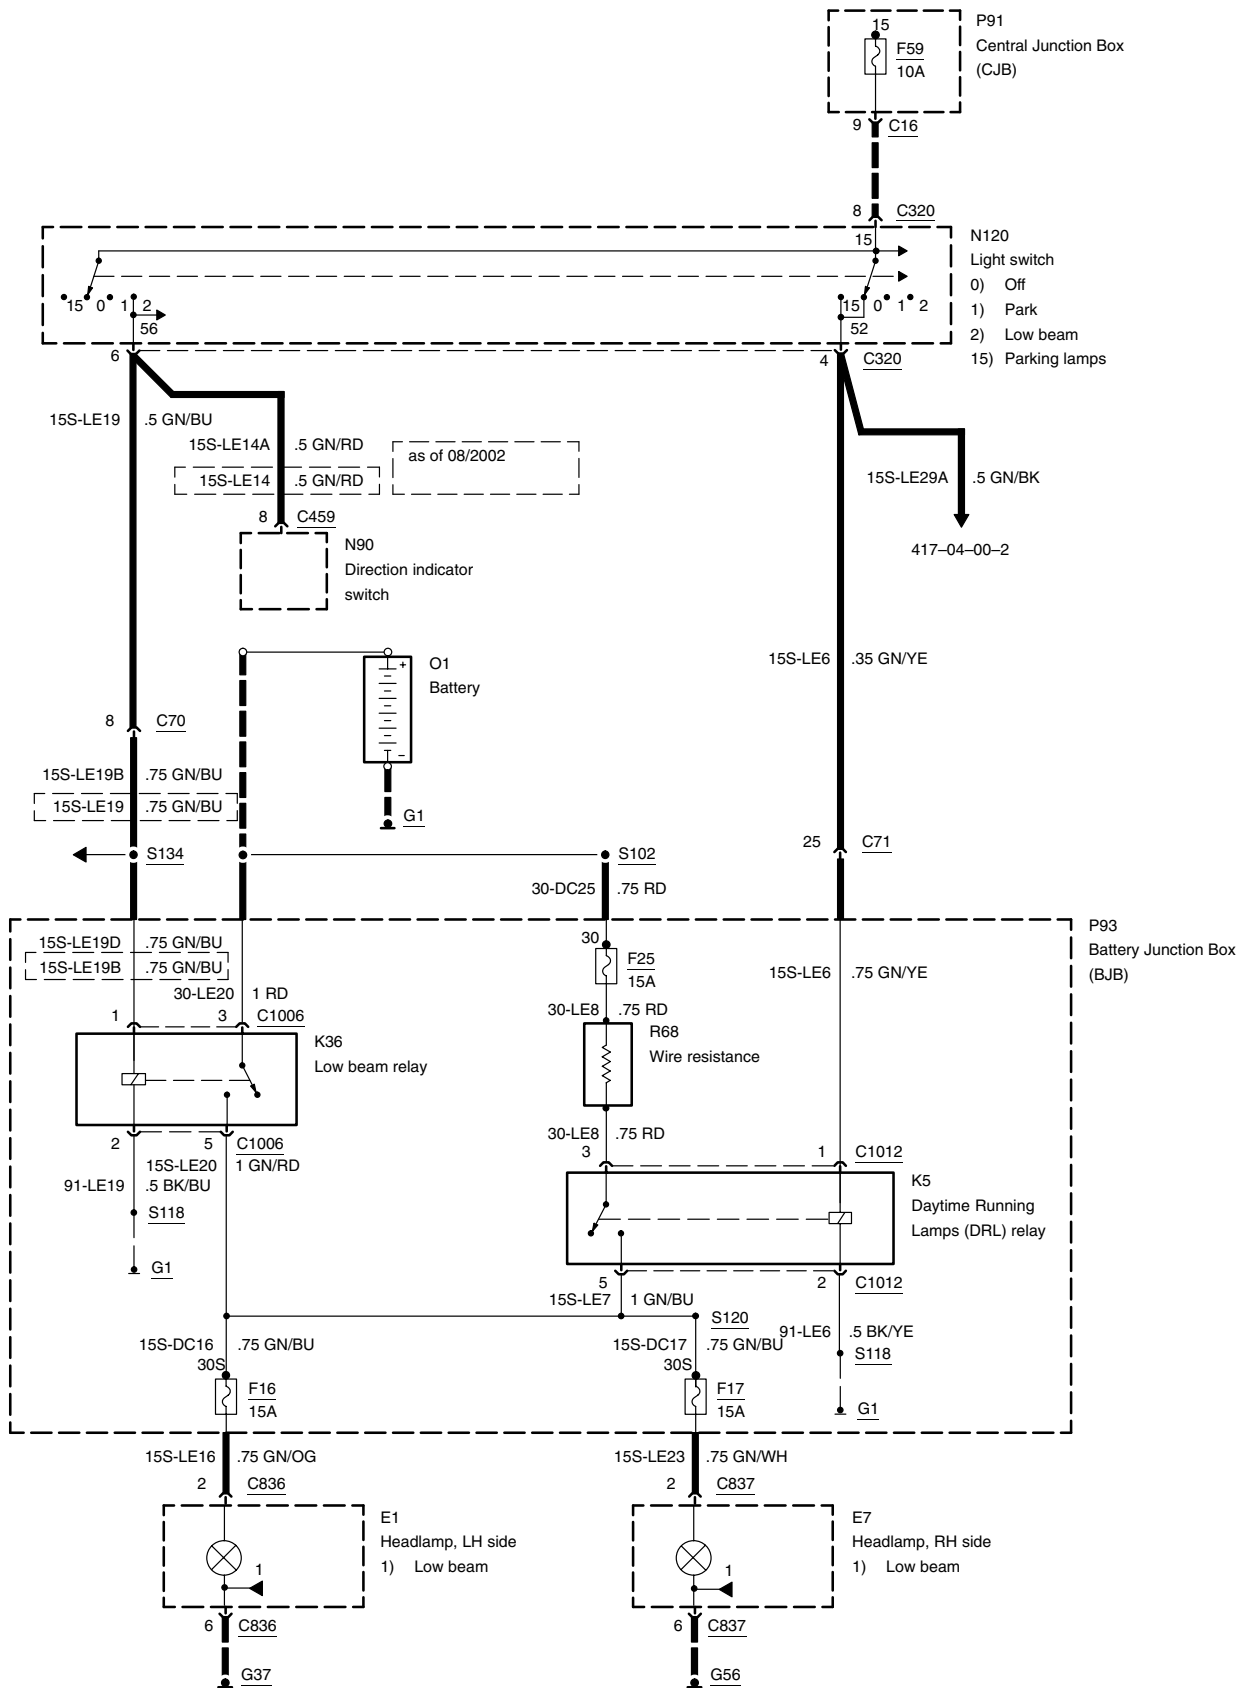 15
P91
F59
Central Junction Box
10A
(CJB)
9
C16
8
C320
15
N120
Light switch
0) Off
1) Park
2) Low beam
15) Parking lamps
15 0 1 2
56
15 0 1 2
52
6
4
C320
15S-LE19 .5 GN/BU
15S-LE14A .5 GN/RD
15S-LE14 .5 GN/RD
as of 08/2002
15S-LE29A .5 GN/BK
8
C459
417–04–00–2
N90
Direction indicator
switch
15S-LE6 .35 GN/YE
+
–
O1
Battery
8
C70
15S-LE19B .75 GN/BU
15S-LE19 .75 GN/BU
G1
S134
S102
25
C71
30-DC25 .75 RD
P93
Battery Junction Box
(BJB)
15S-LE19D .75 GN/BU
15S-LE19B .75 GN/BU
30
F25
15A
15S-LE6 .75 GN/YE
30-LE20 1 RD
30-LE8 .75 RD
1
3
C1006
K36
Low beam relay
R68
Wire resistance
2
5
C1006
30-LE8 .75 RD
15S-LE20 1 GN/RD
3
1
C1012
91-LE19 .5 BK/BU
S118
K5
Daytime Running
Lamps (DRL) relay
G1
5
2
C1012
15S-LE7 1 GN/BU
S120
15S-DC16 .75 GN/BU
15S-DC17 .75 GN/BU
91-LE6 .5 BK/YE
S118
30S
F16
15A
30S
F17
15A
G1
15S-LE16 .75 GN/OG
15S-LE23 .75 GN/WH
2
C836
2
C837
E1
Headlamp, LH side
1) Low beam
1
E7
Headlamp, RH side
1) Low beam
1
6
C836
6
C837
G37
G56